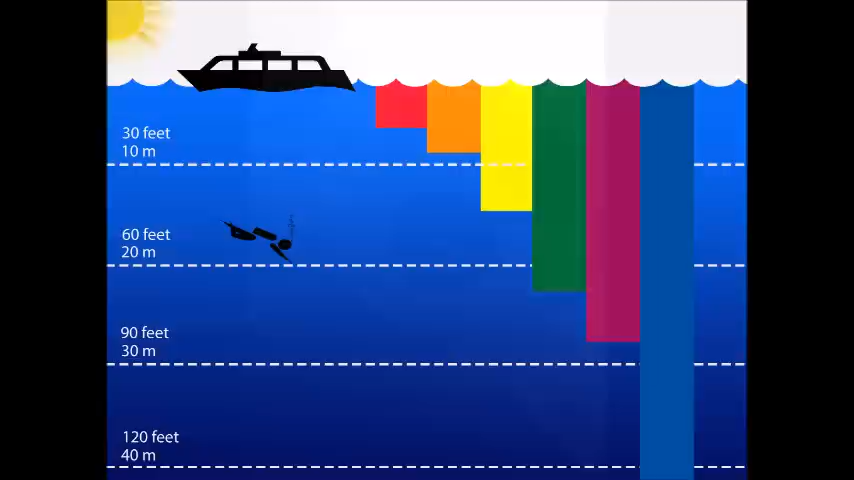 30 feet
10 m
60 feet
20 m
90 feet
30 m
120 feet
40 m